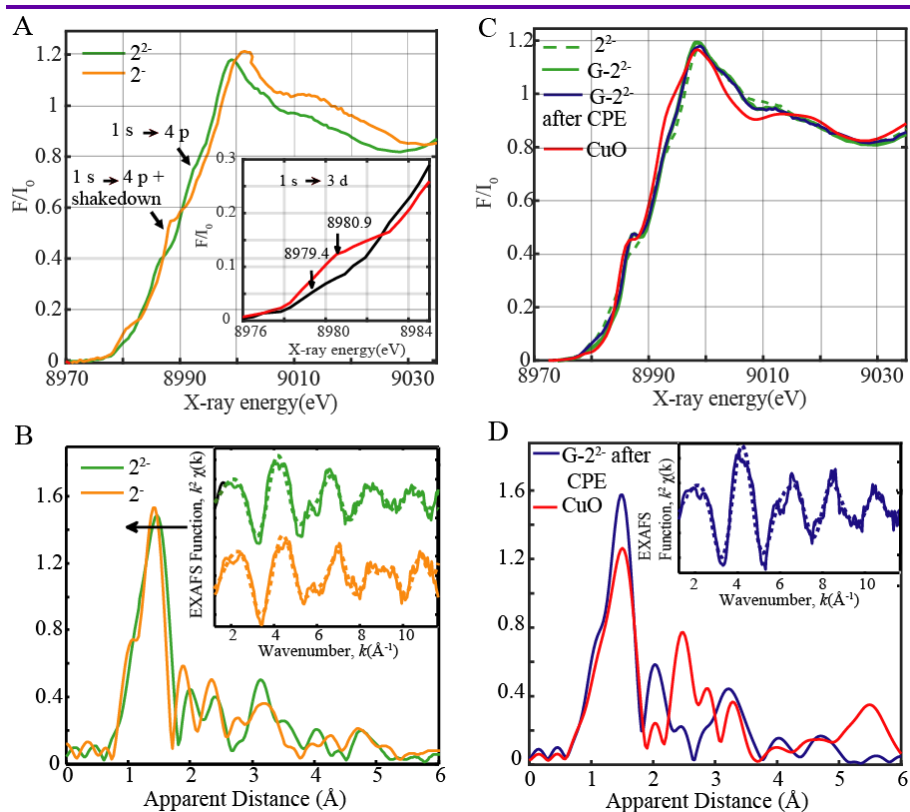 A
2²⁻
2⁻
1 s → 4 p
1 s → 4 p +
shakedown
F/I₀
1.2
1
0.8
0.6
0.4
0.2
0
8970
8990
9010
9030
X-ray energy(eV)
0.3
F/I₀
0.15
0
1 s → 3 d
8980.9
8979.4
8976
8980
8984
X-ray energy(eV)
C
2²⁻
G-2²⁻
G-2²⁻
after CPE
CuO
F/I₀
1.2
1
0.8
0.6
0.4
0.2
0
8970
8990
9010
9030
X-ray energy(eV)
B
2²⁻
2⁻
1.6
1.2
0.8
0.4
0
0
1
2
3
4
5
6
Apparent Distance (Å)
EXAFS Function, k² χ(k)
2
4
6
8
10
Wavenumber, k(Å⁻¹)
D
G-2²⁻ after
CPE
CuO
1.6
1.2
0.8
0.4
0
0
1
2
3
4
5
6
Apparent Distance (Å)
EXAFS
Function, k² χ(k)
2
4
6
8
10
Wavenumber, k(Å⁻¹)